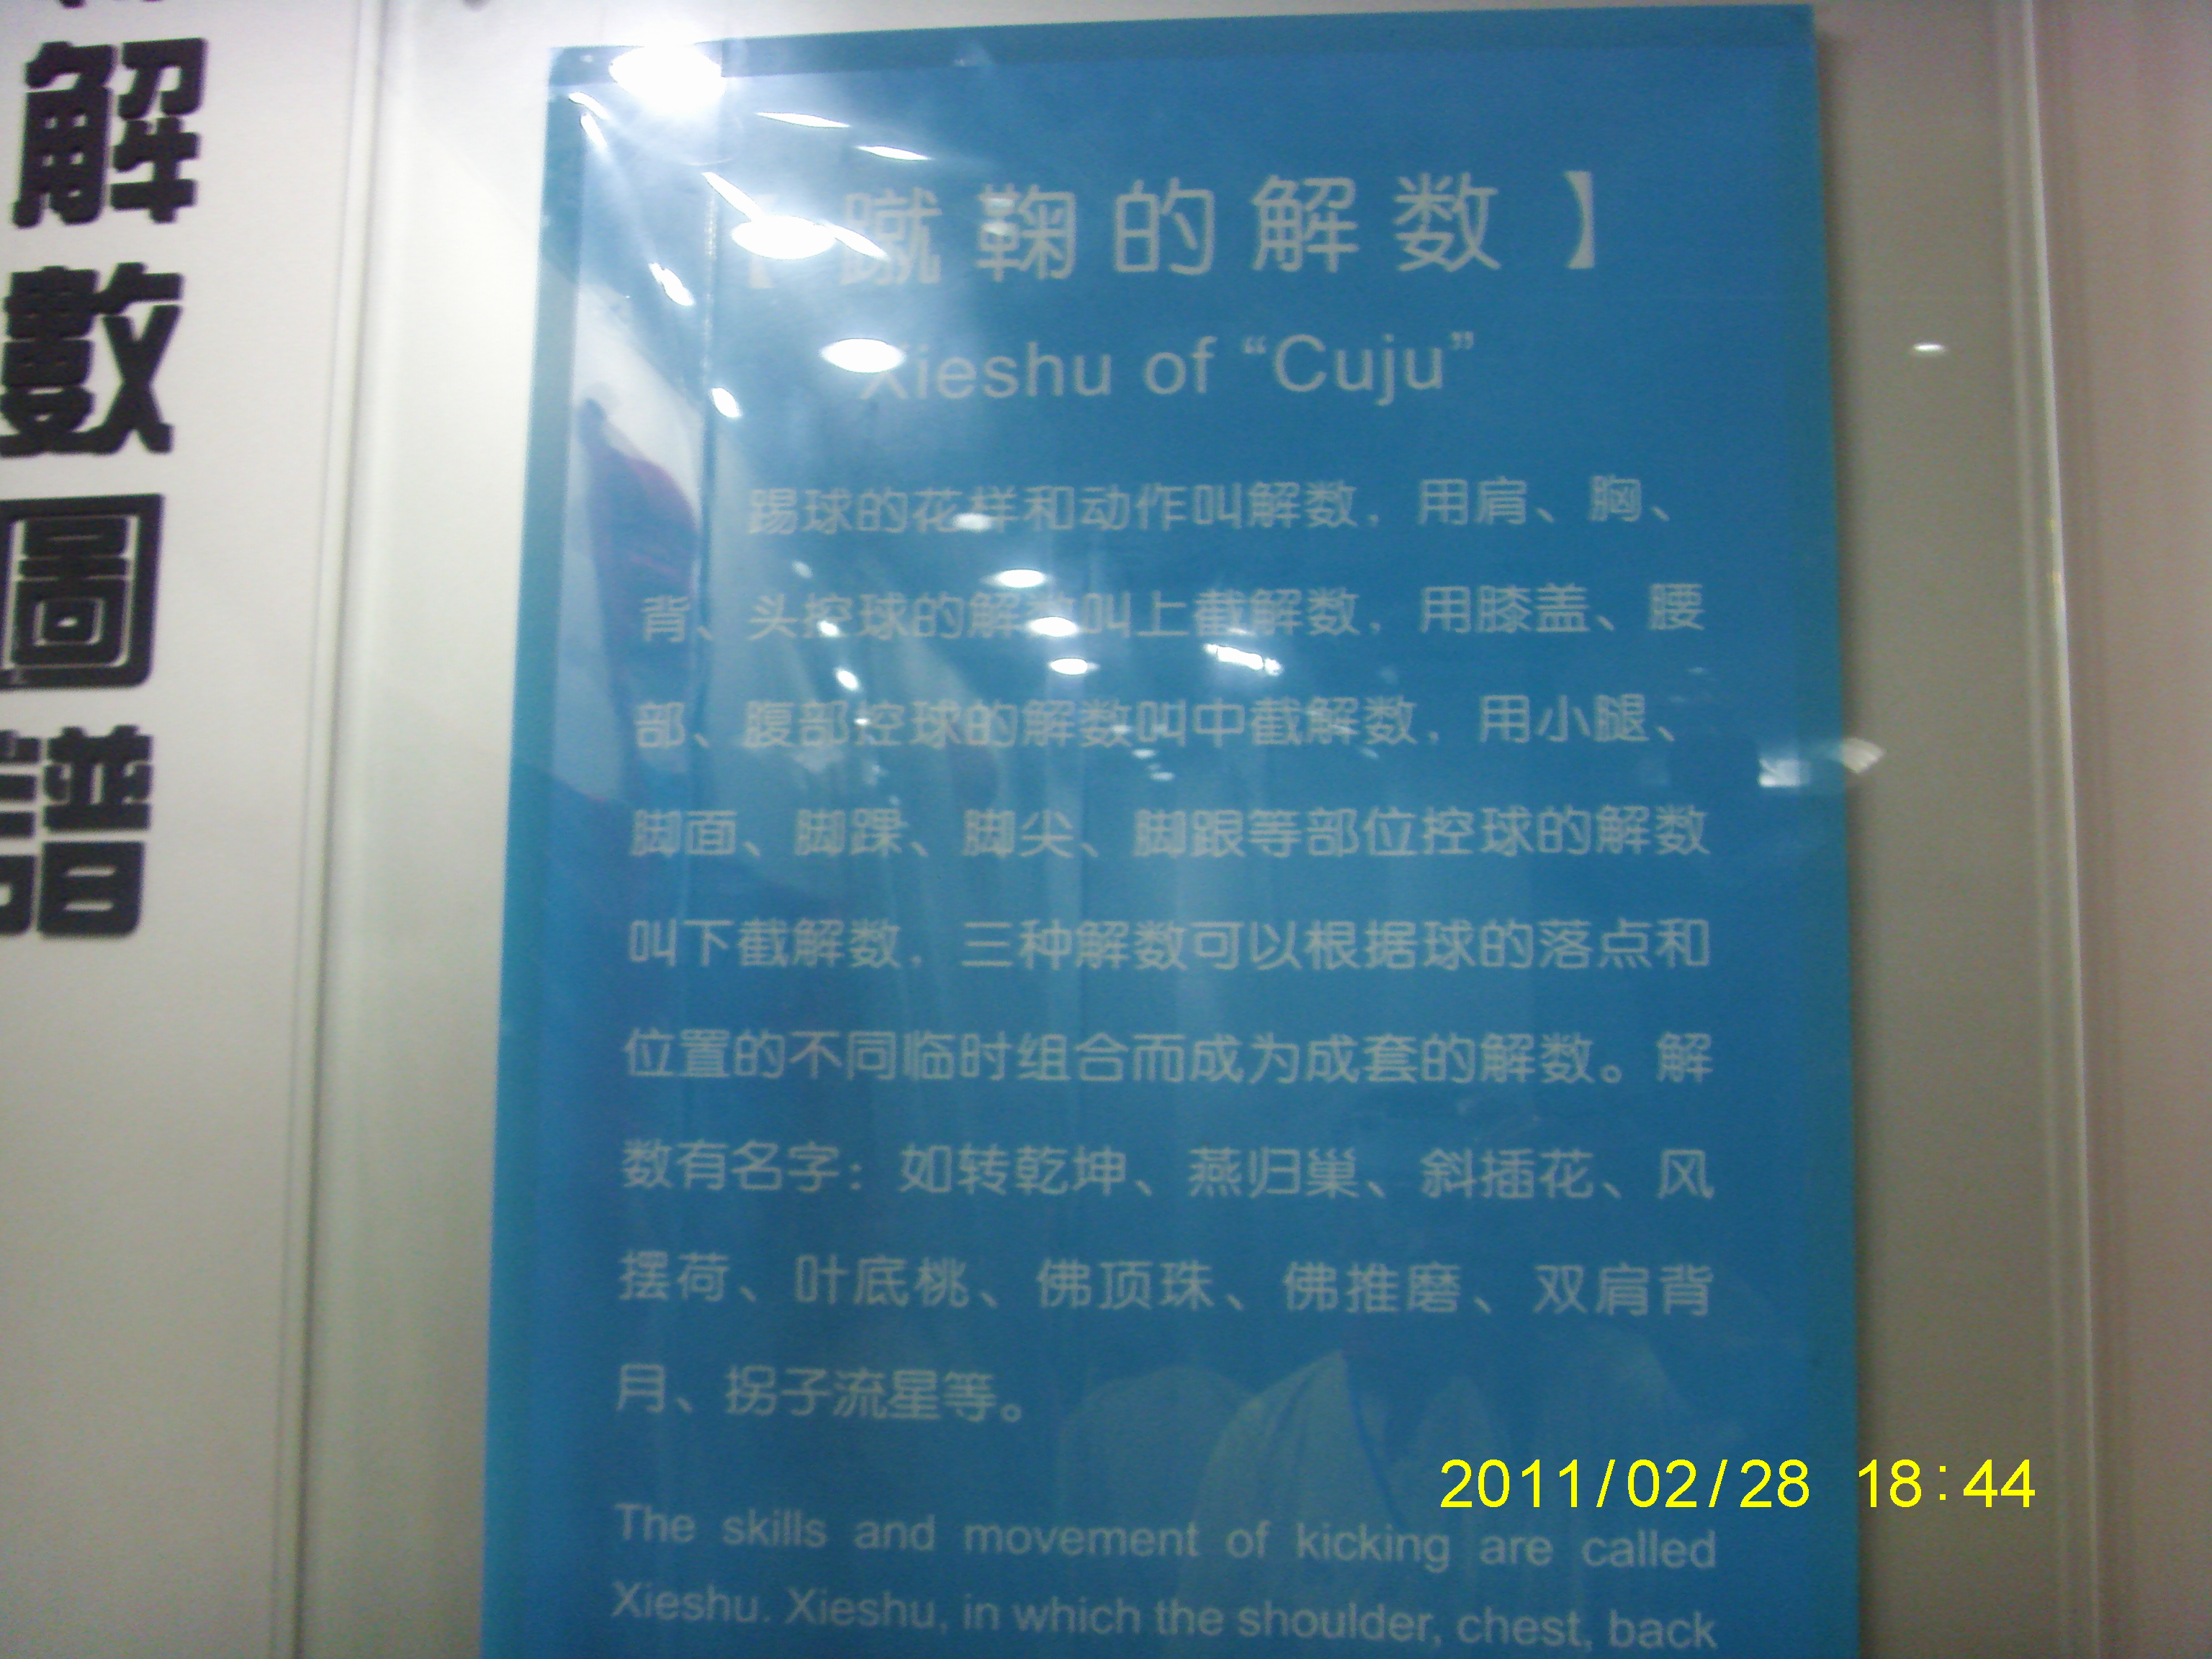 解
數
圖
譜
【蹴鞠的解数】
Xieshu of “Cuju”
踢球的花样和动作叫解数，用肩、胸、
背、头控球的解数叫上截解数，用膝盖、腰
部、腹部控球的解数叫中截解数，用小腿、
脚面、脚踝、脚尖、脚跟等部位控球的解数
叫下截解数，三种解数可以根据球的落点和
位置的不同临时组合而成为成套的解数。解
数有名字：如转乾坤、燕归巢、斜插花、风
摆荷、叶底桃、佛顶珠、佛推磨、双肩背
月、拐子流星等。
The skills and movement of kicking are called
Xieshu. Xieshu, in which the shoulder, chest, back
2011/02/28 18:44